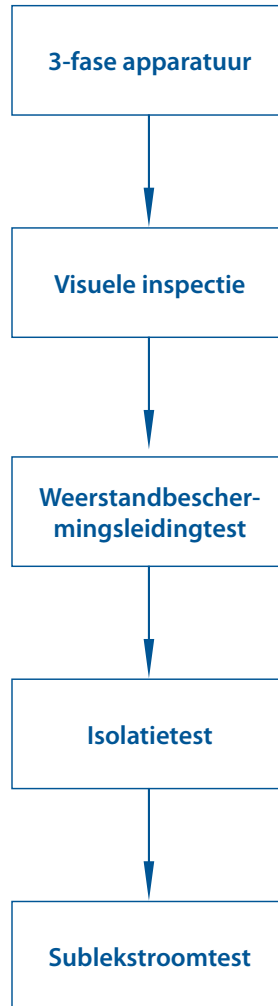 3-fase apparatuur
Visuele inspectie
Weerstandbescher-
mingsleidingtest
Isolatietest
Sublekstroomtest